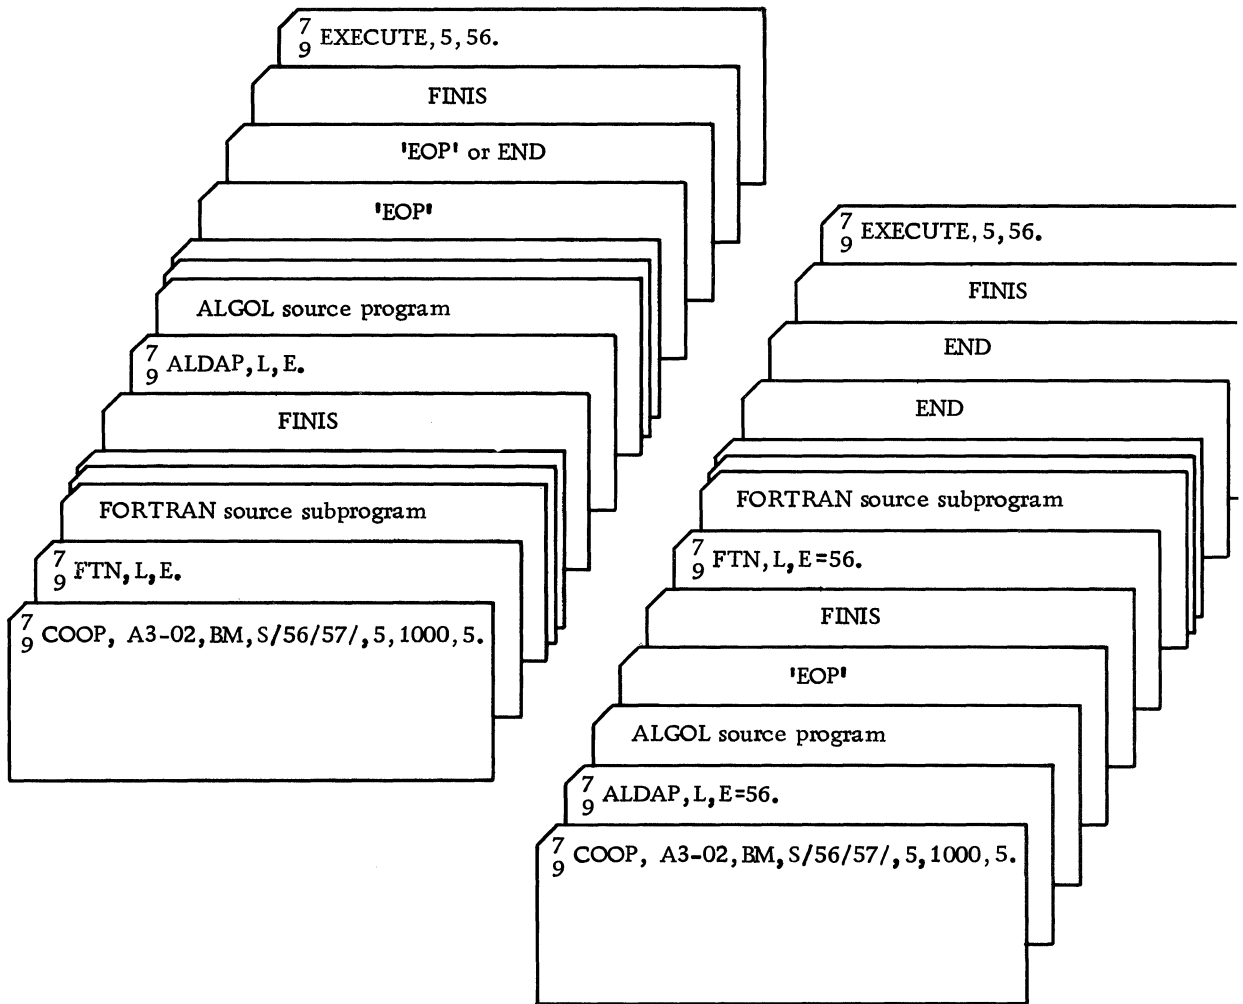 7
9 EXECUTE, 5, 56.
FINIS
'EOP' or END
'EOP'
ALGOL source program
7
9 ALDAP, L, E.
FINIS
FORTRAN source subprogram
7
9 FTN, L, E.
7
9 COOP, A3-02, BM, S/56/57/, 5, 1000, 5.
7
9 EXECUTE, 5, 56.
FINIS
END
END
FORTRAN source subprogram
7
9 FTN, L, E=56.
FINIS
'EOP'
ALGOL source program
7
9 ALDAP, L, E=56.
7
9 COOP, A3-02, BM, S/56/57/, 5, 1000, 5.